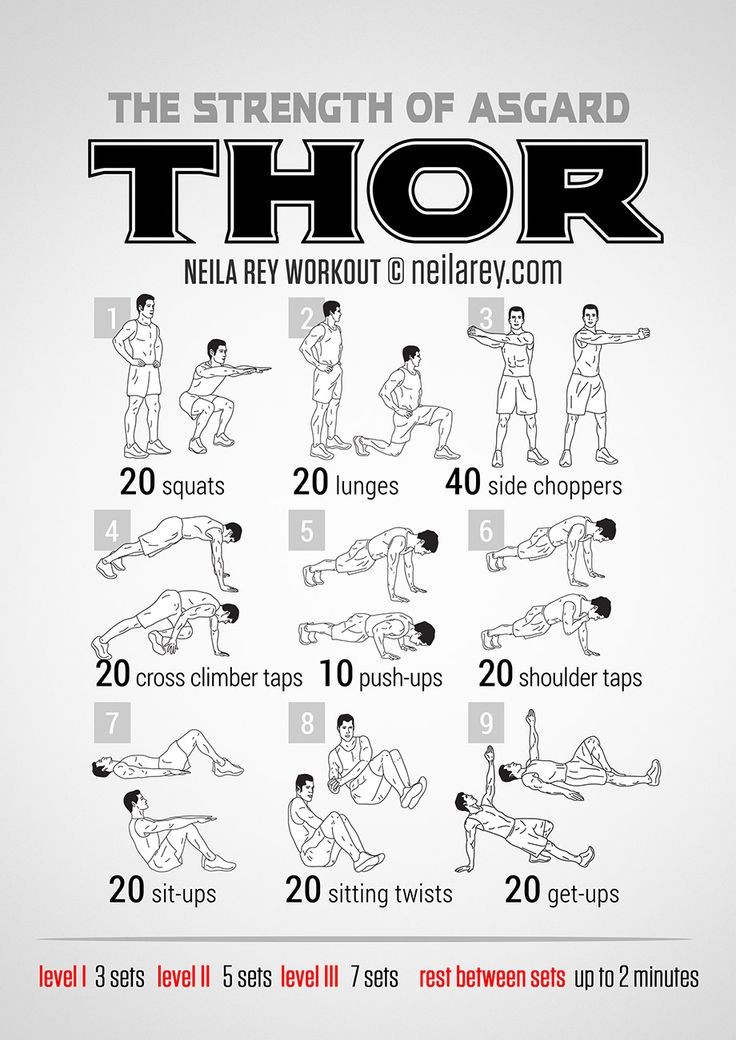 THE STRENGTH OF ASGARD
THOR
NEILA REY WORKOUT © neilarey.com
1
20 squats
2
20 lunges
3
40 side choppers
4
20 cross climber taps
5
10 push-ups
6
20 shoulder taps
7
20 sit-ups
8
20 sitting twists
9
20 get-ups
level I 3 sets level II 5 sets level III 7 sets rest between sets up to 2 minutes